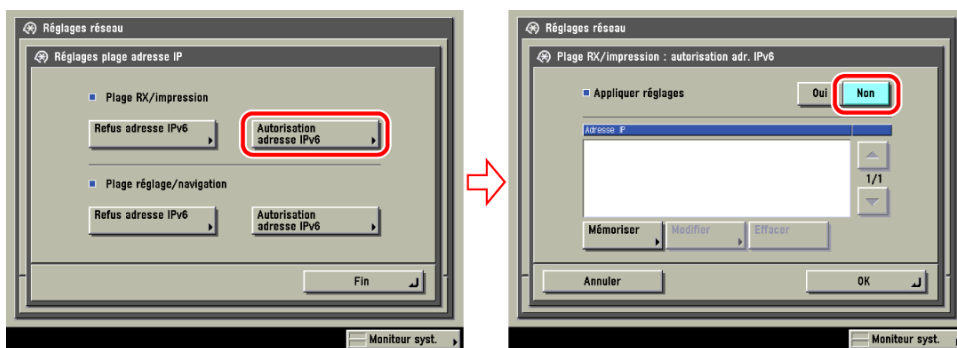 Réglages réseau
Réglages plage adresse IP
Plage RX/impression
Refus adresse IPv6
Autorisation
adresse IPv6
Plage réglage/navigation
Refus adresse IPv6
Autorisation
adresse IPv6
Fin
Moniteur syst.
Réglages réseau
Plage RX/impression : autorisation adr. IPv6
Appliquer réglages
Oui
Non
Adresse IP
1/1
Mémoriser
Modifier
Effacer
Annuler
OK
Moniteur syst.